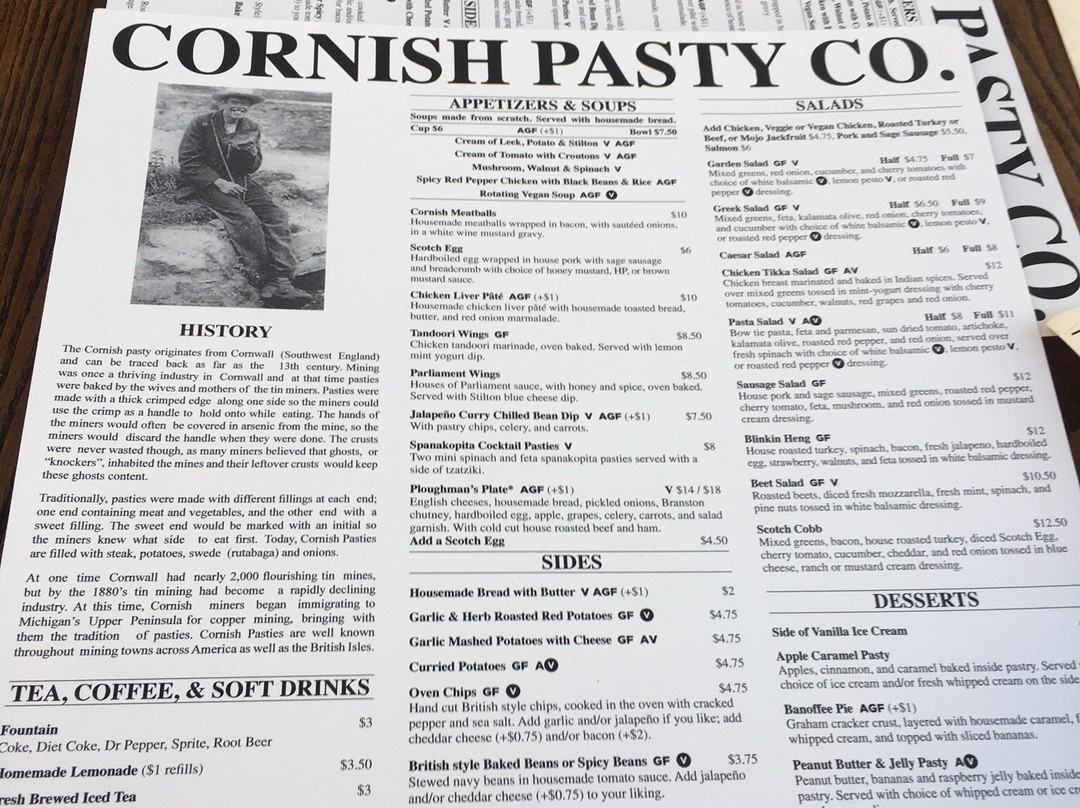 CORNISH PASTY CO.
HISTORY
The Cornish pasty originates from Cornwall (Southwest England)
and can be traced back as far as the 13th century. Mining
was once a thriving industry in Cornwall and at that time pasties
were baked by the wives and mothers of the tin miners. Pasties were
made with a thick crimped edge along one side so the miners could
use the crimp as a handle to hold onto while eating. The hands of
the miners would often be covered in arsenic from the mine, so the
miners would discard the handle when they were done. The crusts
were never wasted though, as many miners believed that ghosts, or
“knockers”, inhabited the mines and their leftover crusts would keep
these ghosts content.
Traditionally, pasties were made with different fillings at each end;
one end containing meat and vegetables, and the other end with a
sweet filling. The sweet end would be marked with an initial so
the miners knew what side to eat first. Today, Cornish Pasties
are filled with steak, potatoes, swede (rutabaga) and onions.
At one time Cornwall had nearly 2,000 flourishing tin mines,
but by the 1880's tin mining had become a rapidly declining
industry. At this time, Cornish miners began immigrating to
Michigan's Upper Peninsula for copper mining, bringing with
them the tradition of pasties. Cornish Pasties are well known
throughout mining towns across America as well as the British Isles.
TEA, COFFEE, & SOFT DRINKS
Fountain $3
Coke, Diet Coke, Dr Pepper, Sprite, Root Beer
Homemade Lemonade ($1 refills) $3.50
Fresh Brewed Iced Tea $3
APPETIZERS & SOUPS
Soups made from scratch. Served with housemade bread.
Cup $6 AGF (+$1) Bowl $7.50
Cream of Leek, Potato & Stilton V AGF
Cream of Tomato with Croutons V AGF
Mushroom, Walnut & Spinach V
Spicy Red Pepper Chicken with Black Beans & Rice AGF
Rotating Vegan Soup AGF V
Cornish Meatballs $10
Housemade meatballs wrapped in bacon, with sautéed onions,
in a white wine mustard gravy.
Scotch Egg $6
Hardboiled egg wrapped in house pork with sage sausage
and breadcrumb with choice of honey mustard, HP, or brown
mustard sauce.
Chicken Liver Pâté AGF (+$1) $10
Housemade chicken liver pâté with housemade toasted bread,
butter, and red onion marmalade.
Tandoori Wings GF $8.50
Chicken tandoori marinade, oven baked. Served with lemon
mint yogurt dip.
Parliament Wings $8.50
Houses of Parliament sauce, with honey and spice, oven baked.
Served with Stilton blue cheese dip.
Jalapeño Curry Chilled Bean Dip V AGF (+$1) $7.50
With pastry chips, celery, and carrots.
Spanakopita Cocktail Pasties V $8
Two mini spinach and feta spanakopita pasties served with a
side of tzatziki.
Ploughman's Plate* AGF (+$1) V $14 / $18
English cheeses, housemade bread, pickled onions, Branston
chutney, hardboiled egg, apple, grapes, celery, carrots, and salad
garnish. With cold cut house roasted beef and ham.
Add a Scotch Egg $4.50
SIDES
Housemade Bread with Butter V AGF (+$1) $2
Garlic & Herb Roasted Red Potatoes GF V $4.75
Garlic Mashed Potatoes with Cheese GF AV $4.75
Curried Potatoes GF AV $4.75
Oven Chips GF V $4.75
Hand cut British style chips, cooked in the oven with cracked
pepper and sea salt. Add garlic and/or jalapeño if you like; add
cheddar cheese (+$0.75) and/or bacon (+$2).
British style Baked Beans or Spicy Beans GF V $3.75
Stewed navy beans in housemade tomato sauce. Add jalapeño
and/or cheddar cheese (+$0.75) to your liking.
SALADS
Add Chicken, Veggie or Vegan Chicken, Roasted Turkey or
Beef, or Mojo Jackfruit $4.75, Pork and Sage Sausage $5.50,
Salmon $6
Garden Salad GF V Half $4.75 Full $7
Mixed greens, red onion, cucumber, and cherry tomatoes with
choice of white balsamic V, lemon pesto V, or roasted red
pepper V dressing.
Greek Salad GF V Half $6.50 Full $9
Mixed greens, feta, kalamata olive, red onion, cherry tomatoes,
and cucumber with choice of white balsamic V, lemon pesto V,
or roasted red pepper V dressing.
Caesar Salad AGF Half $6 Full $8
Chicken Tikka Salad GF AV $12
Chicken breast marinated and baked in Indian spices. Served
over mixed greens tossed in mint-yogurt dressing with cherry
tomatoes, cucumber, walnuts, red grapes and red onion.
Pasta Salad V AV Half $8 Full $11
Bow tie pasta, feta and parmesan, sun dried tomato, artichoke,
kalamata olive, roasted red pepper, and red onion, served over
fresh spinach with choice of white balsamic V, lemon pesto V,
or roasted red pepper V dressing.
Sausage Salad GF $12
House pork and sage sausage, mixed greens, roasted red pepper,
cherry tomato, feta, mushroom, and red onion tossed in mustard
cream dressing.
Blinkin Heng GF $12
House roasted turkey, spinach, bacon, fresh jalapeno, hardboiled
egg, strawberry, walnuts, and feta tossed in white balsamic dressing.
Beet Salad GF V $10.50
Roasted beets, diced fresh mozzarella, fresh mint, spinach, and
pine nuts tossed in white balsamic dressing.
Scotch Cobb $12.50
Mixed greens, bacon, house roasted turkey, diced Scotch Egg,
cherry tomato, cucumber, cheddar, and red onion tossed in blue
cheese, ranch or mustard cream dressing.
DESSERTS
Side of Vanilla Ice Cream
Apple Caramel Pasty
Apples, cinnamon, and caramel baked inside pastry. Served
choice of ice cream and/or fresh whipped cream on the side
Banoffee Pie AGF (+$1)
Graham cracker crust, layered with housemade caramel, f
whipped cream, and topped with sliced bananas.
Peanut Butter & Jelly Pasty AV
Peanut butter, bananas and raspberry jelly baked inside
pastry. Served with choice of whipped cream or ice cr
PASTY CO.